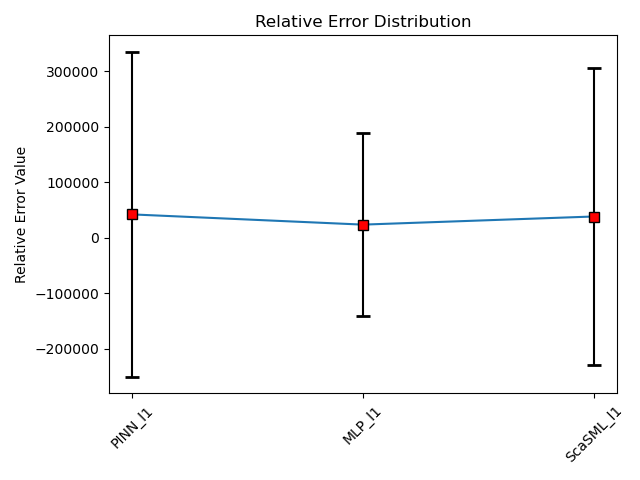 Relative Error Distribution
Relative Error Value
300000
200000
100000
0
−100000
−200000
PINN_l1
MLP_l1
ScaSML_l1